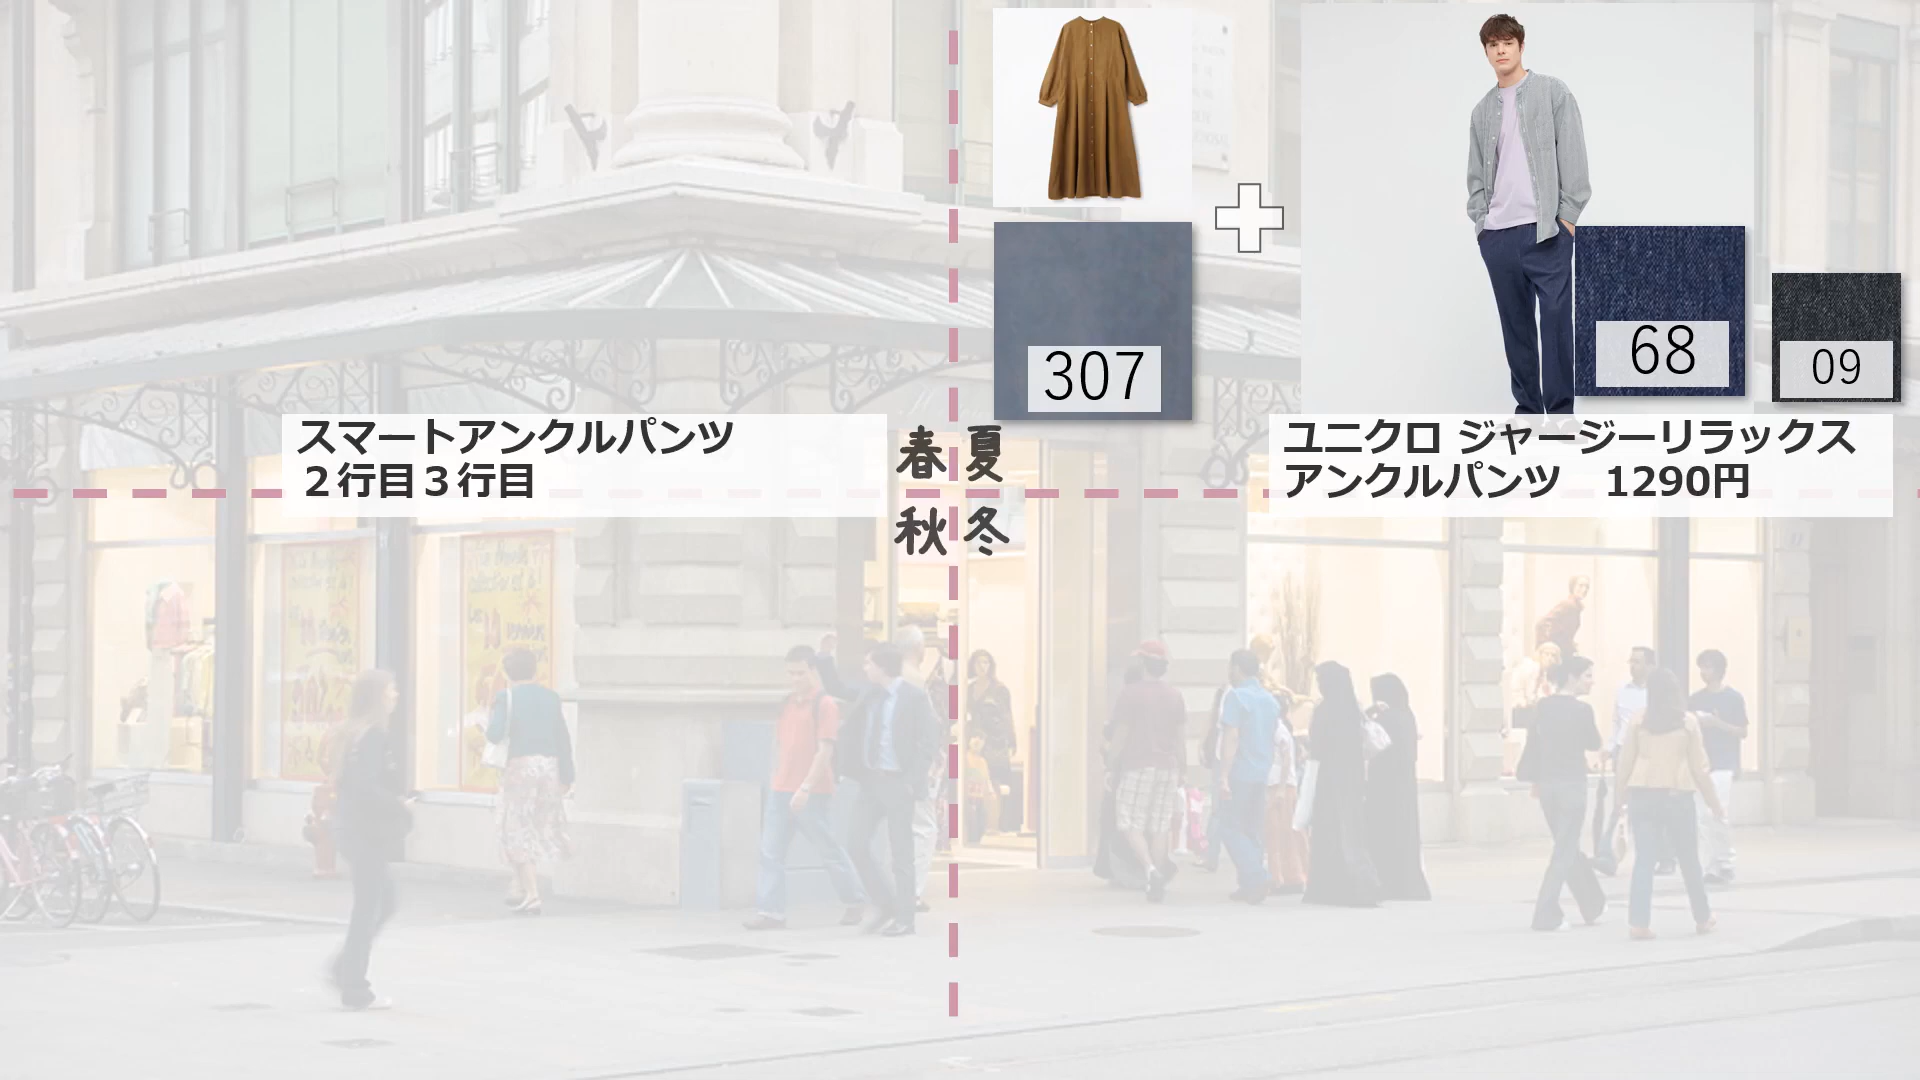 307
68
09
スマートアンクルパンツ
２行目３行目
春 夏
秋 冬
ユニクロ ジャージーリラックス
アンクルパンツ　1290円